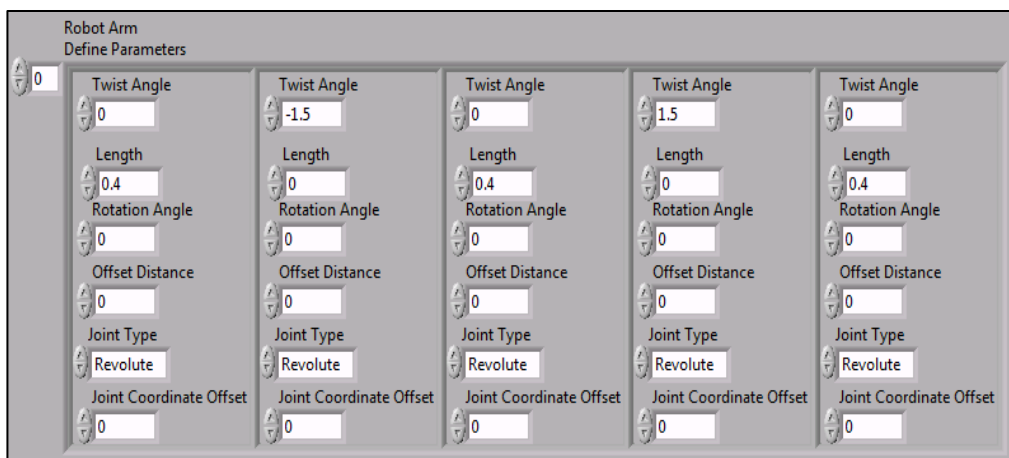 Robot Arm
Define Parameters
0
Twist Angle Twist Angle Twist Angle Twist Angle Twist Angle
0 -1.5 0 1.5 0
Length Length Length Length Length
0.4 0 0.4 0 0.4
Rotation Angle Rotation Angle Rotation Angle Rotation Angle Rotation Angle
0 0 0 0 0
Offset Distance Offset Distance Offset Distance Offset Distance Offset Distance
0 0 0 0 0
Joint Type Joint Type Joint Type Joint Type Joint Type
Revolute Revolute Revolute Revolute Revolute
Joint Coordinate Offset Joint Coordinate Offset Joint Coordinate Offset Joint Coordinate Offset Joint Coordinate Offset
0 0 0 0 0